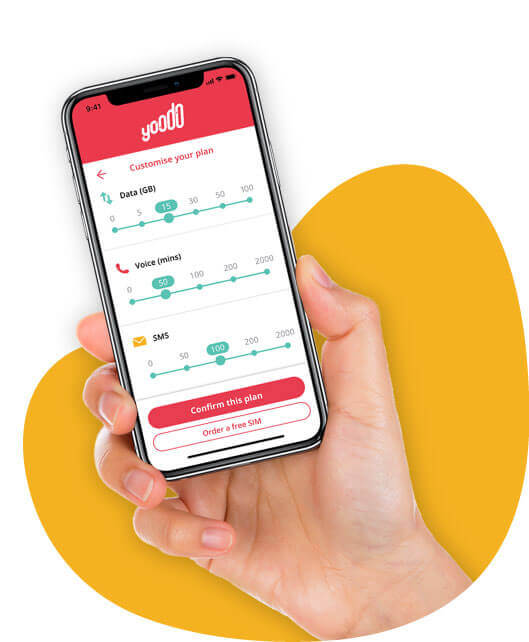 9:41
yoodo
Customise your plan
Data (GB)
0 5 15 30 50 100
Voice (mins)
0 50 100 200 2000
SMS
0 50 100 200 2000
Confirm this plan
Order a free SIM